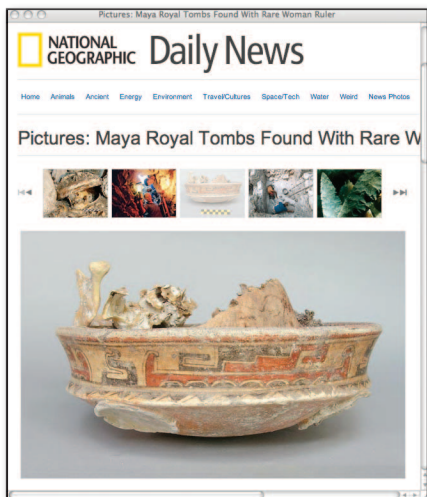 Pictures: Maya Royal Tombs Found With Rare Woman Ruler
NATIONAL
GEOGRAPHIC
Daily News
Home Animals Ancient Energy Environment Travel/Cultures Space/Tech Water Weird News Photos
Pictures: Maya Royal Tombs Found With Rare W